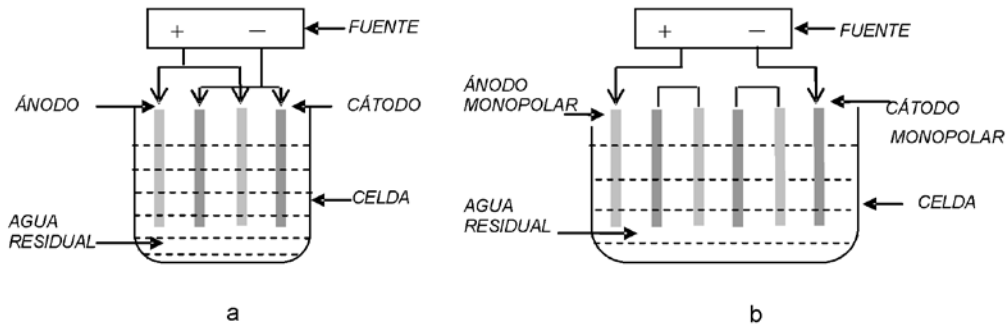 + −
FUENTE
ÁNODO
CÁTODO
CELDA
AGUA
RESIDUAL
a
+ −
FUENTE
ÁNODO
MONOPOLAR
CÁTODO
MONOPOLAR
AGUA
RESIDUAL
CELDA
b